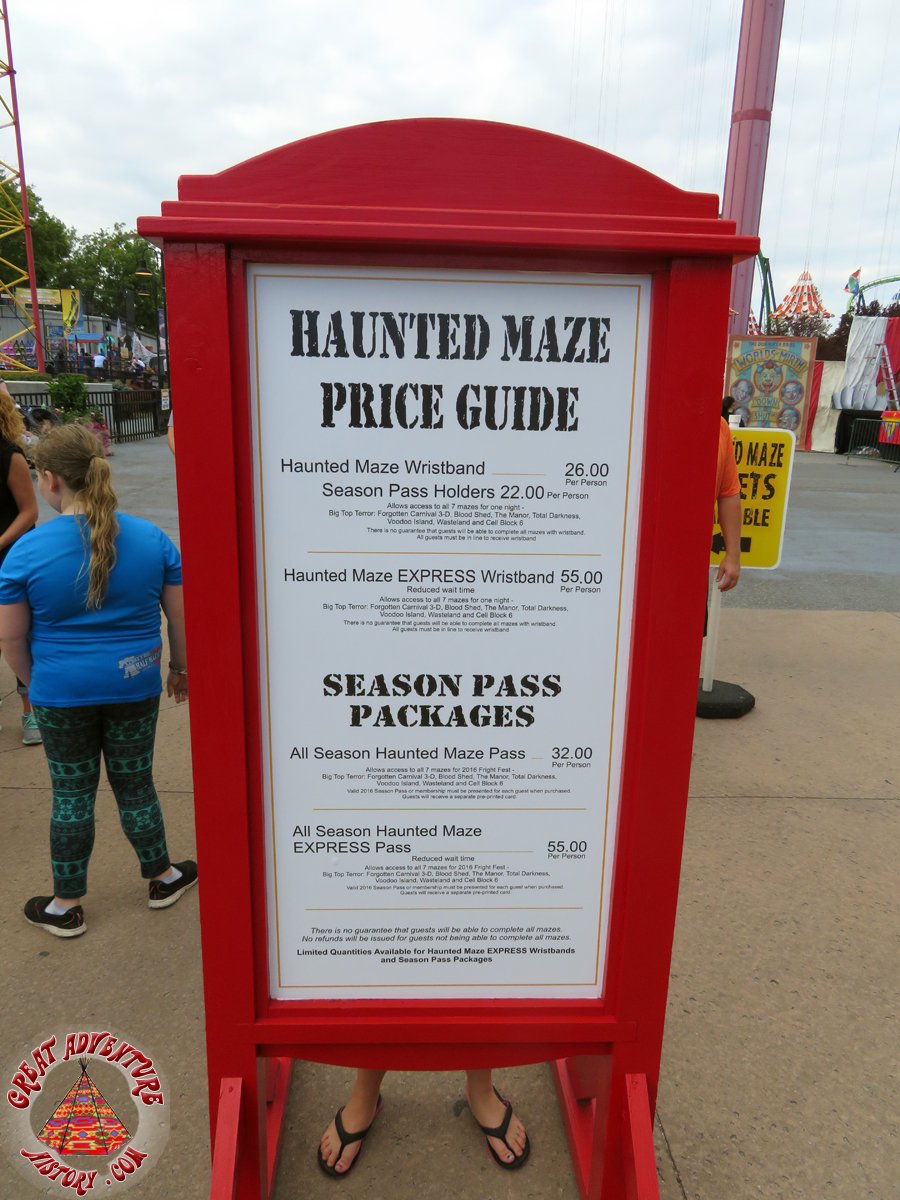 HAUNTED MAZE
PRICE GUIDE
Haunted Maze Wristband 26.00
Per Person
Season Pass Holders 22.00 Per Person
Allows access to all 7 mazes for one night -
Big Top Terror: Forgotten Carnival 3-D, Blood Shed, The Manor, Total Darkness,
Voodoo Island, Wasteland and Cell Block 6
There is no guarantee that guests will be able to complete all mazes with wristband.
All guests must be in line to receive wristband
Haunted Maze EXPRESS Wristband 55.00
Reduced wait time Per Person
Allows access to all 7 mazes for one night -
Big Top Terror: Forgotten Carnival 3-D, Blood Shed, The Manor, Total Darkness,
Voodoo Island, Wasteland and Cell Block 6
There is no guarantee that guests will be able to complete all mazes with wristband.
All guests must be in line to receive wristband
SEASON PASS
PACKAGES
All Season Haunted Maze Pass 32.00
Per Person
Allows access to all 7 mazes for 2016 Fright Fest -
Big Top Terror: Forgotten Carnival 3-D, Blood Shed, The Manor, Total Darkness,
Voodoo Island, Wasteland and Cell Block 6
Valid 2016 Season Pass or membership must be presented for each guest when purchased.
Guests will receive a separate pre-printed card.
All Season Haunted Maze
EXPRESS Pass 55.00
Reduced wait time Per Person
Allows access to all 7 mazes for 2016 Fright Fest -
Big Top Terror: Forgotten Carnival 3-D, Blood Shed, The Manor, Total Darkness,
Voodoo Island, Wasteland and Cell Block 6
Valid 2016 Season Pass or membership must be presented for each guest when purchased.
Guests will receive a separate pre-printed card.
There is no guarantee that guests will be able to complete all mazes.
No refunds will be issued for guests not being able to complete all mazes.
Limited Quantities Available for Haunted Maze EXPRESS Wristbands
and Season Pass Packages
D MAZE
ETS
BLE
GREAT ADVENTURE
HISTORY.COM